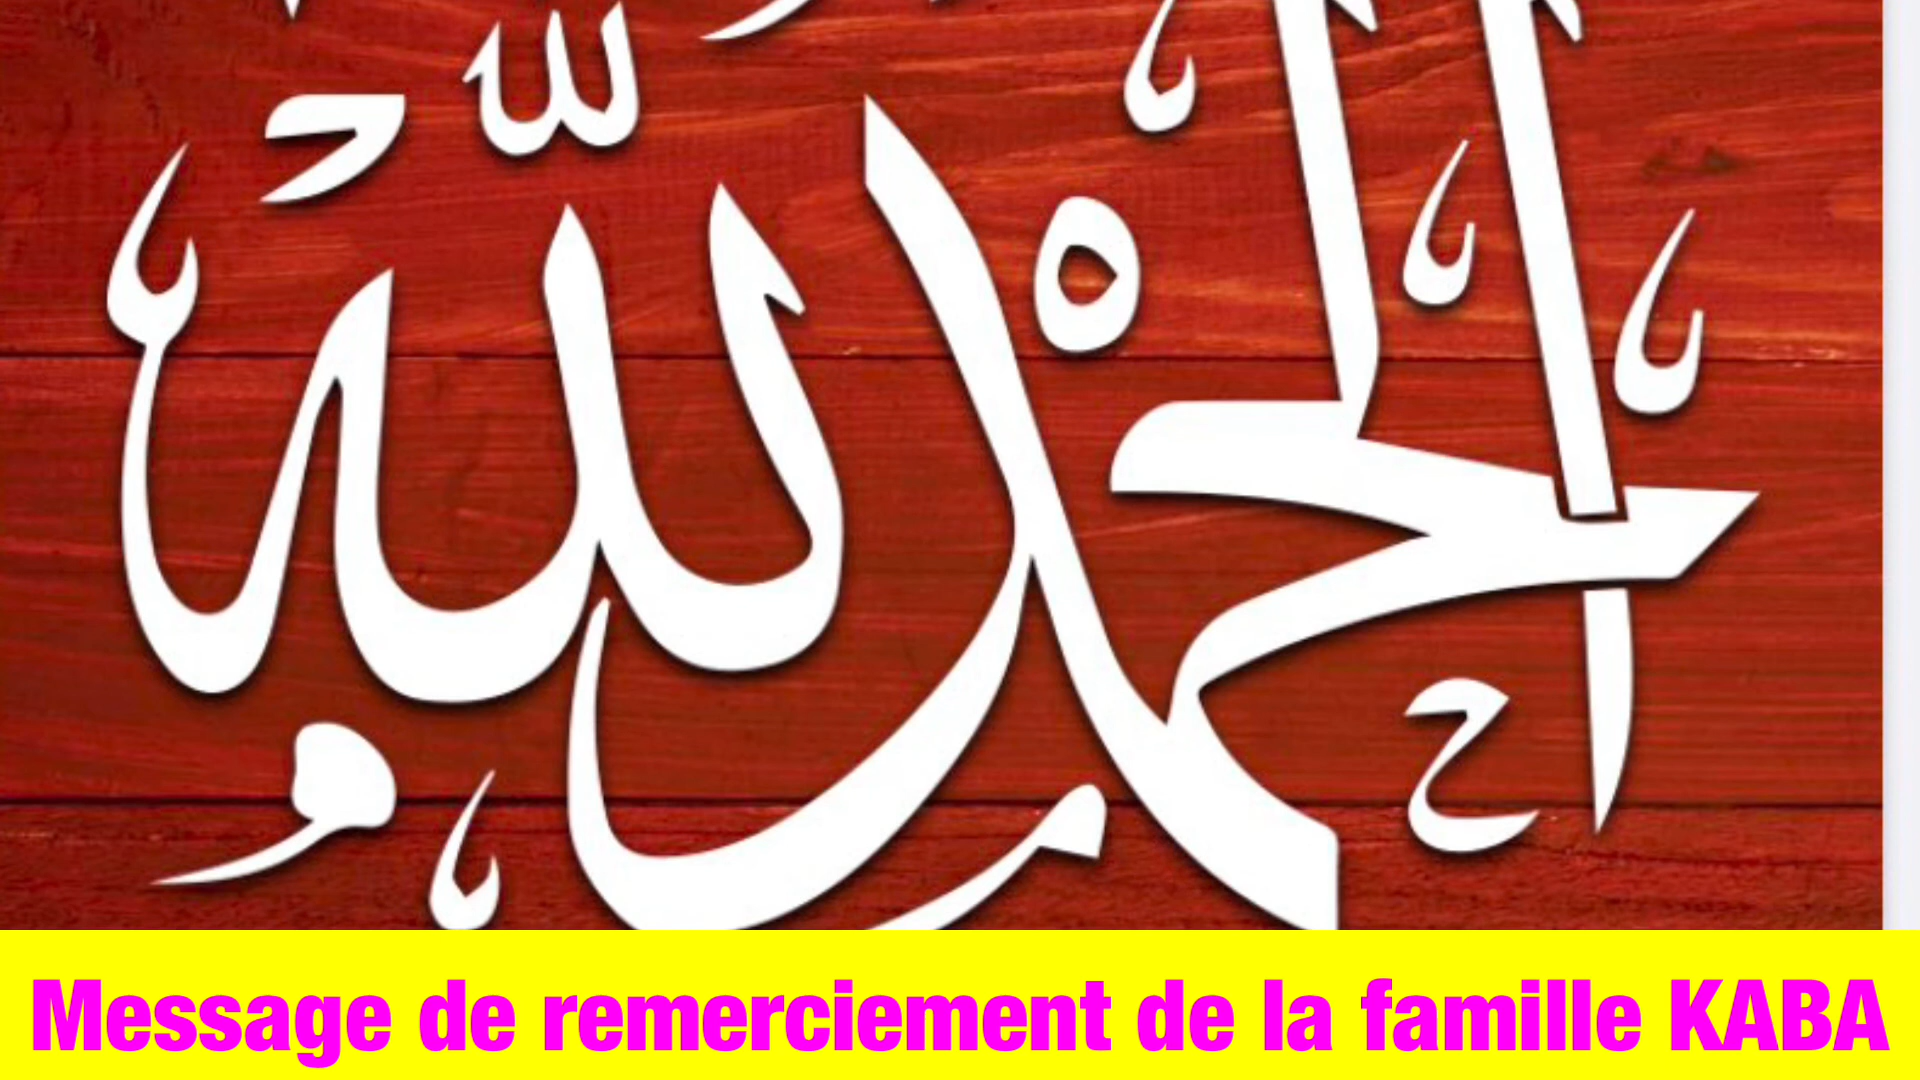 الحمد لله
Message de remerciement de la famille KABA